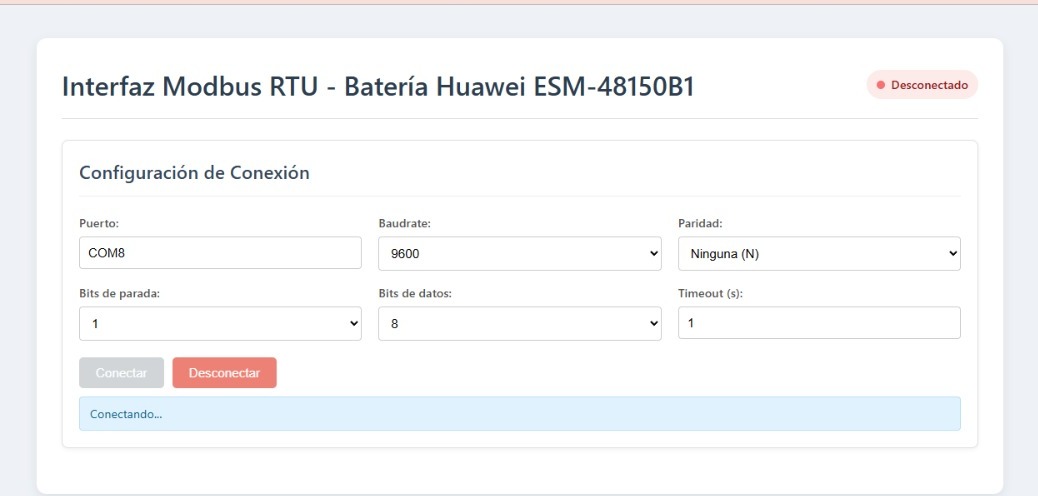 Interfaz Modbus RTU - Batería Huawei ESM-48150B1
Desconectado
Configuración de Conexión
Puerto:
Baudrate:
Paridad:
COM8
9600
Ninguna (N)
Bits de parada:
Bits de datos:
Timeout (s):
1
8
1
Conectar
Desconectar
Conectando...